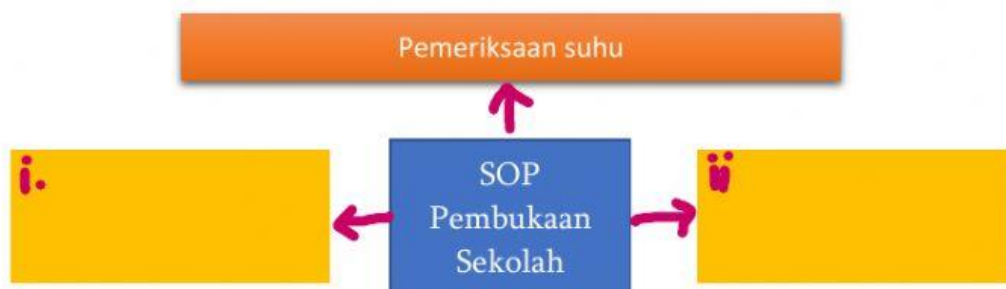 Pemeriksaan suhu
i.
SOP
Pembukaan
Sekolah
ii